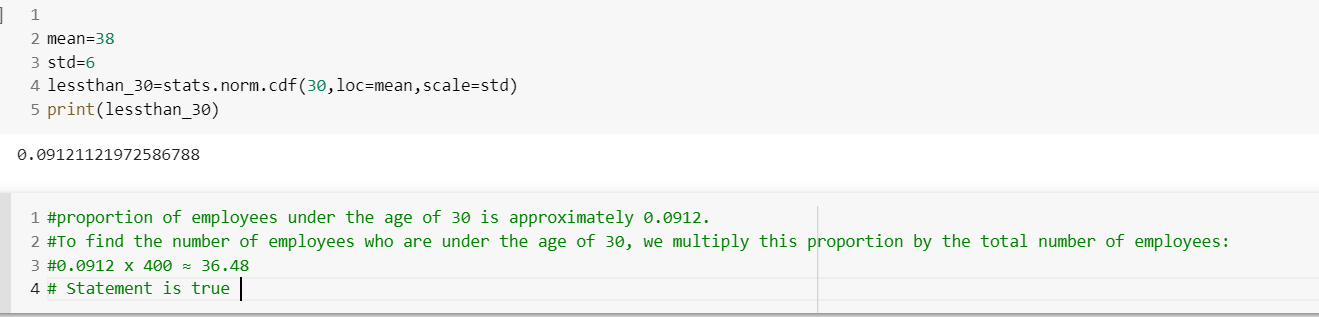 1
2 mean=38
3 std=6
4 lessthan_30=stats.norm.cdf(30,loc=mean,scale=std)
5 print(lessthan_30)
0.09121121972586788
1 #proportion of employees under the age of 30 is approximately 0.0912.
2 #To find the number of employees who are under the age of 30, we multiply this proportion by the total number of employees:
3 #0.0912 x 400 ≈ 36.48
4 # Statement is true